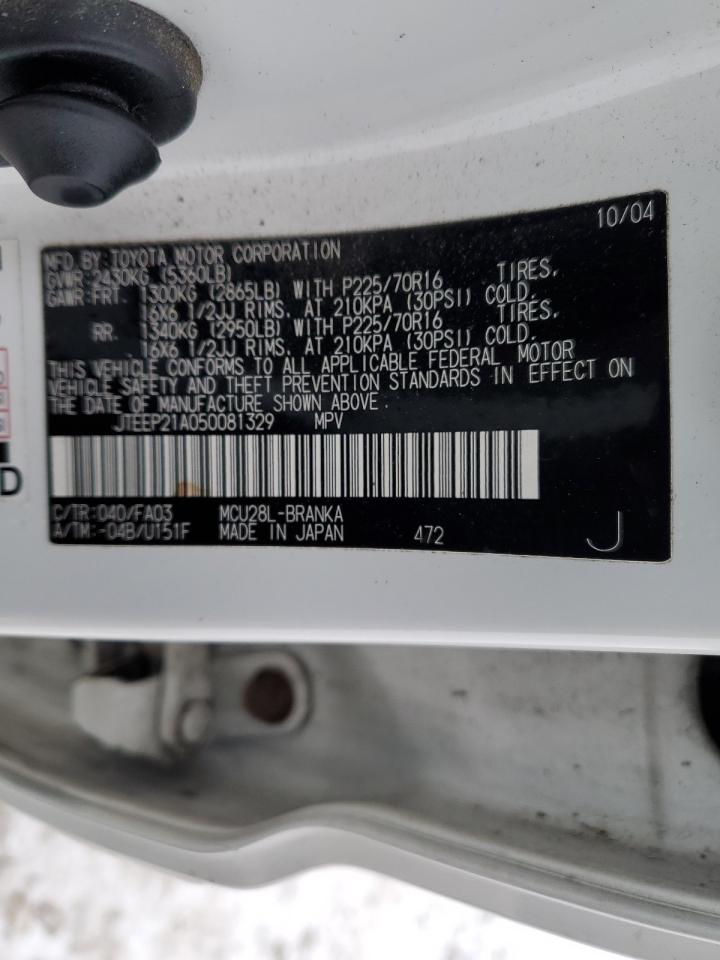 10/04
MFD. BY: TOYOTA MOTOR CORPORATION
GVWR: 2430KG (5360LB)
GAWR: FRT. 1300KG (2865LB) WITH P225/70R16 TIRES,
16X6 1/2JJ RIMS, AT 210KPA (30PSI) COLD.
RR. 1340KG (2950LB) WITH P225/70R16 TIRES,
16X6 1/2JJ RIMS, AT 210KPA (30PSI) COLD.
THIS VEHICLE CONFORMS TO ALL APPLICABLE FEDERAL MOTOR
VEHICLE SAFETY AND THEFT PREVENTION STANDARDS IN EFFECT ON
THE DATE OF MANUFACTURE SHOWN ABOVE.
JTEEP21A050081329 MPV
C/TR:040/FA03 MCU28L-BRANKA
A/TM:-04B/U151F MADE IN JAPAN 472 J
D